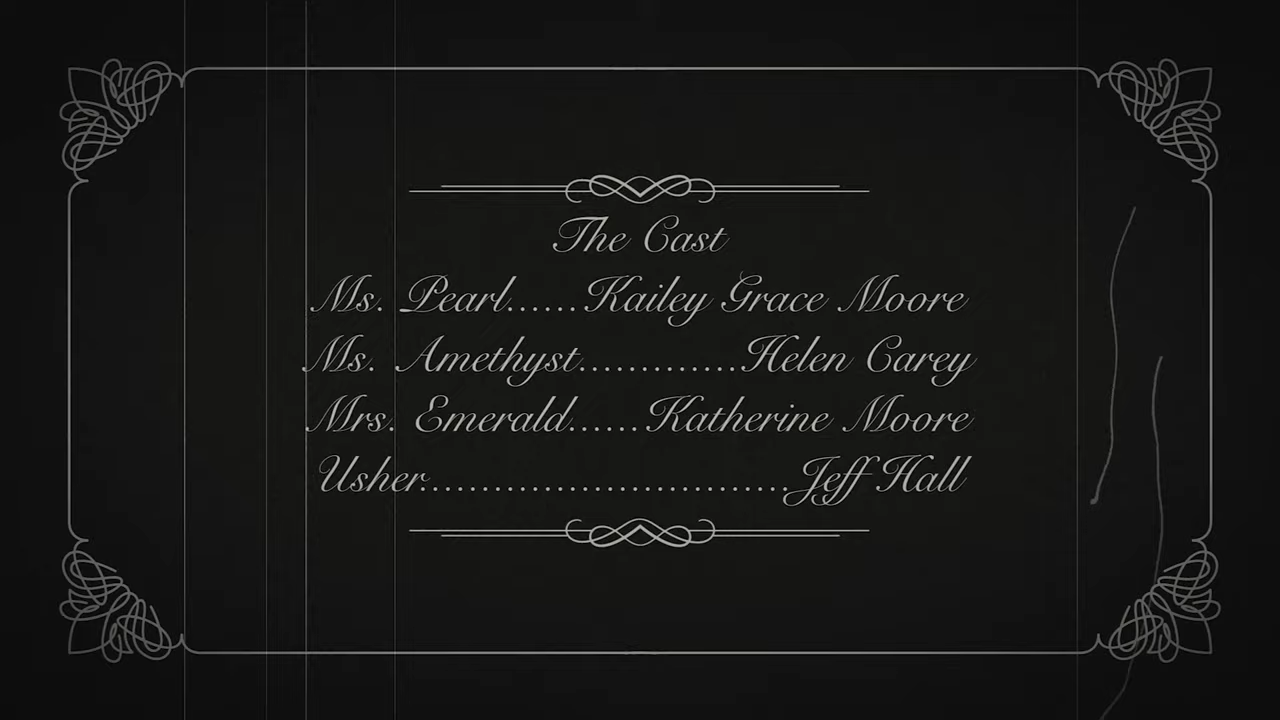 The Cast
Ms. Pearl......Kailey Grace Moore
Ms. Amethyst.............Helen Carey
Mrs. Emerald......Katherine Moore
Usher..............................Jeff Hall